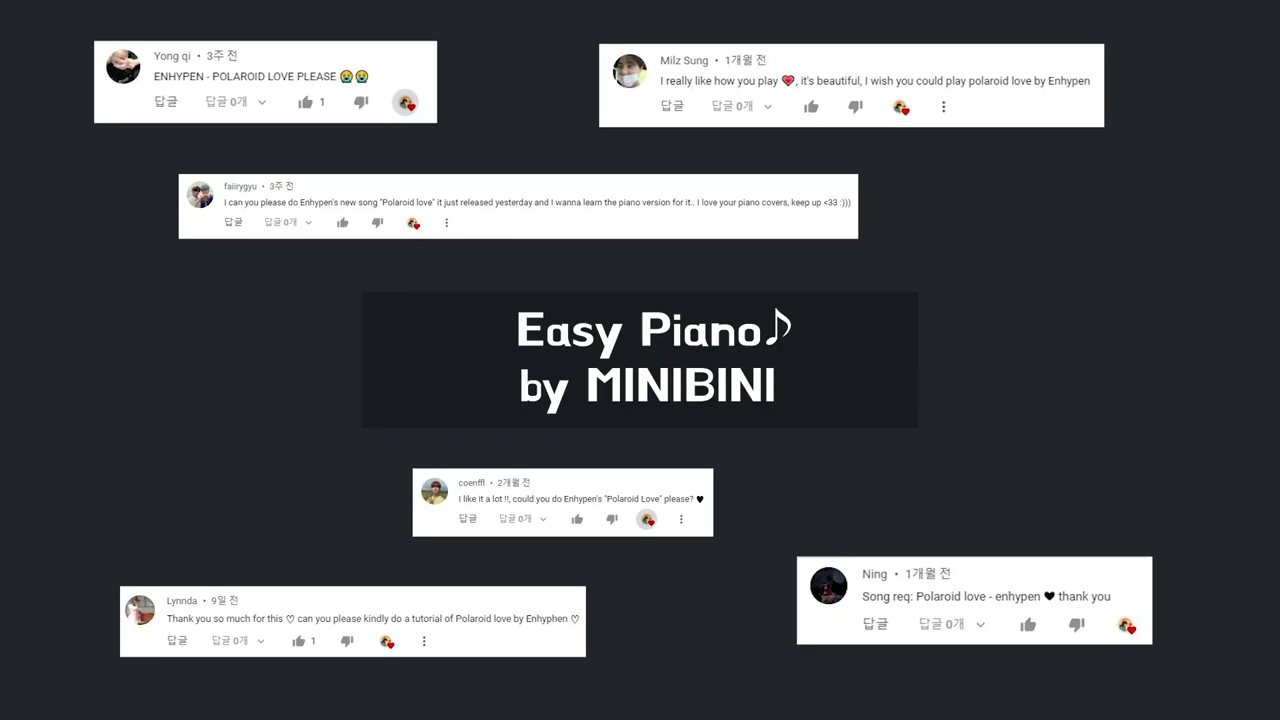 Yong qi • 3주 전
ENHYPEN - POLAROID LOVE PLEASE 😭😭
답글 답글 0개 1
Milz Sung • 1개월 전
I really like how you play 💗, it's beautiful, I wish you could play polaroid love by Enhypen
답글 답글 0개
faiirygyu • 3주 전
I can you please do Enhypen's new song "Polaroid love" it just released yesterday and I wanna learn the piano version for it.. I love your piano covers, keep up <33 :)))
답글 답글 0개
Easy Piano♪
by MINIBINI
coenffl • 2개월 전
I like it a lot !!, could you do Enhypen's "Polaroid Love" please? ♥
답글 답글 0개
Ning • 1개월 전
Song req: Polaroid love - enhypen ♥ thank you
답글 답글 0개
Lynnda • 9일 전
Thank you so much for this ♡ can you please kindly do a tutorial of Polaroid love by Enhyphen ♡
답글 답글 0개 1